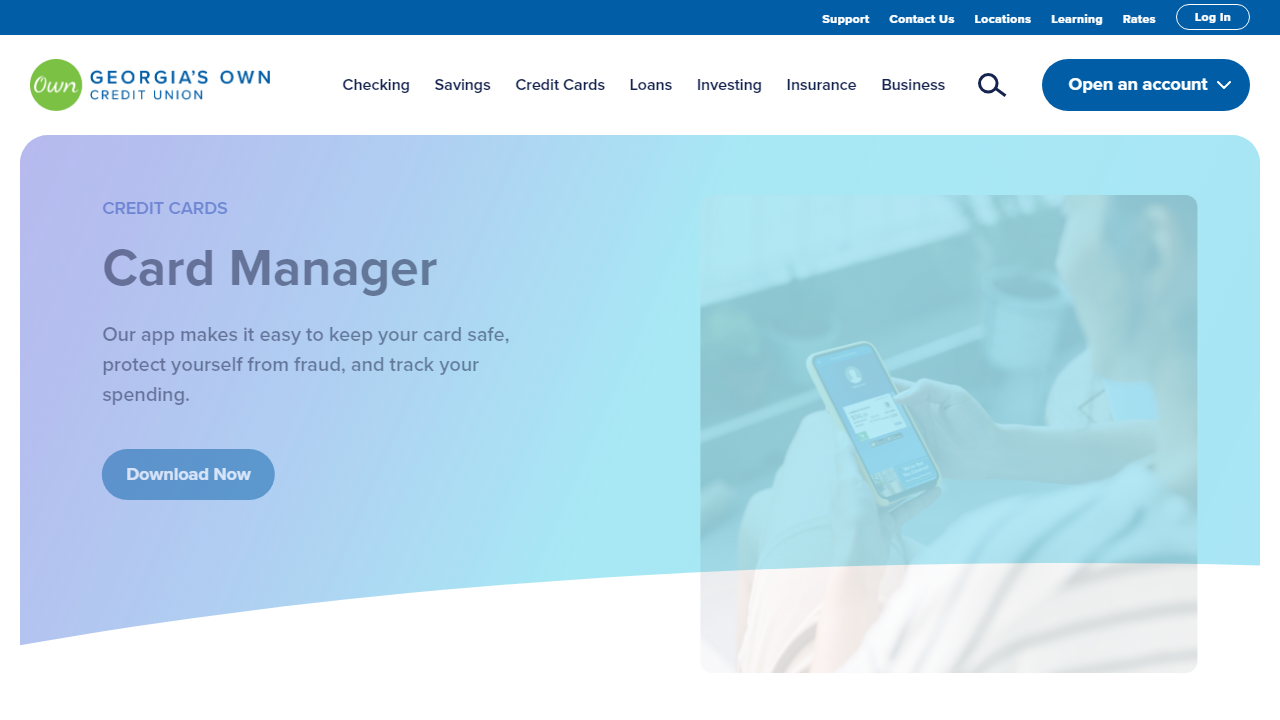 Support Contact Us Locations Learning Rates Log In
Own GEORGIA'S OWN
CREDIT UNION
Checking Savings Credit Cards Loans Investing Insurance Business Open an account
CREDIT CARDS
Card Manager
Our app makes it easy to keep your card safe,
protect yourself from fraud, and track your
spending.
Download Now